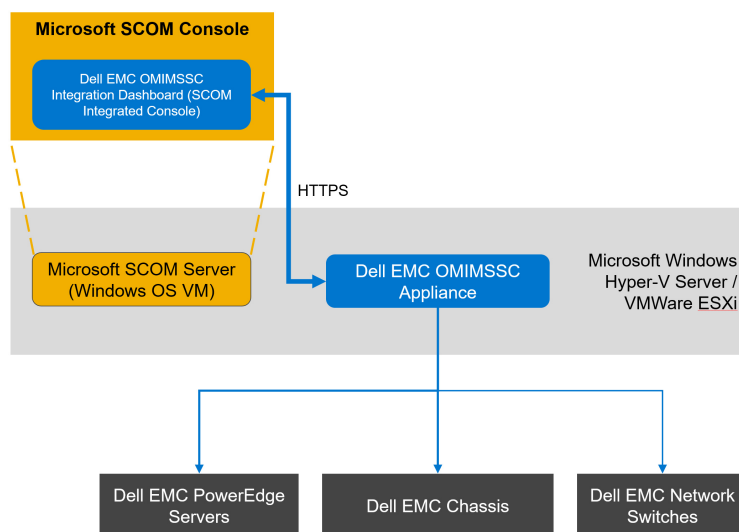 Microsoft SCOM Console
Dell EMC OMIMSSC
Integration Dashboard (SCOM
Integrated Console)
HTTPS
Microsoft SCOM Server
(Windows OS VM)
Dell EMC OMIMSSC
Appliance
Microsoft Windows
Hyper-V Server /
VMWare ESXi
Dell EMC PowerEdge
Servers
Dell EMC Chassis
Dell EMC Network
Switches